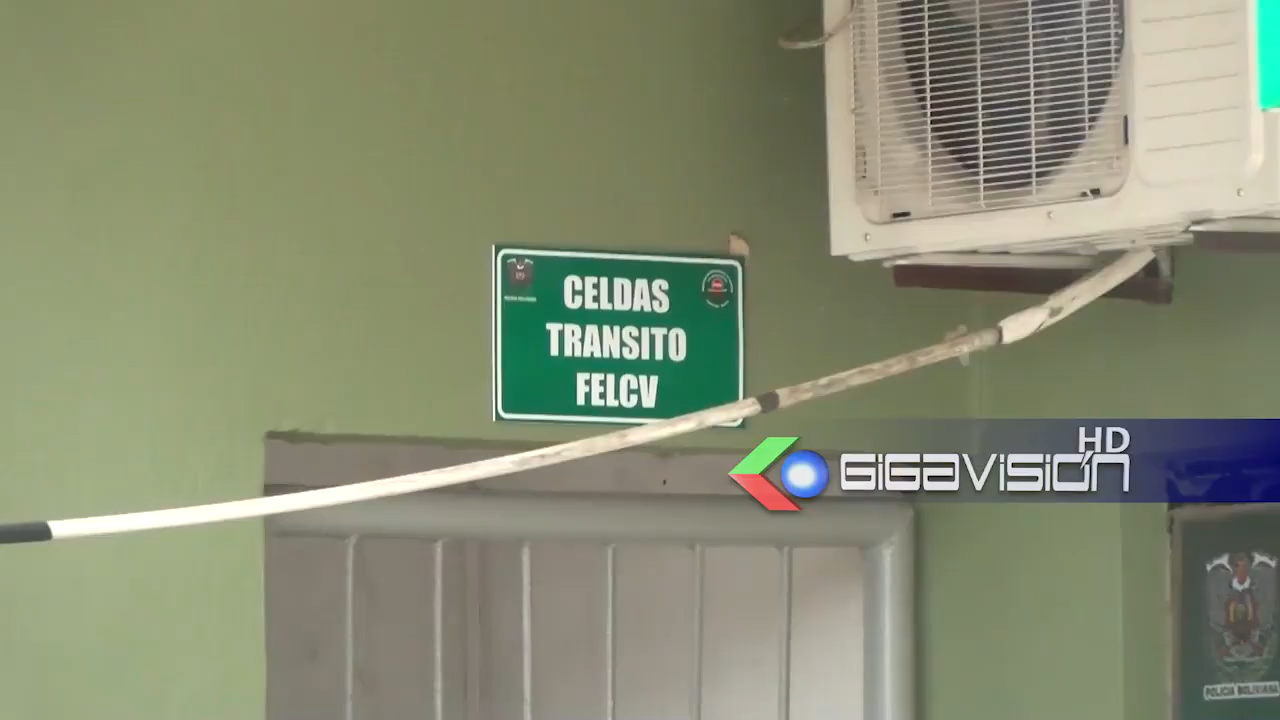 CELDAS
TRANSITO
FELCV
HD
GIGAVISIÓN
POLICIA BOLIVIANA